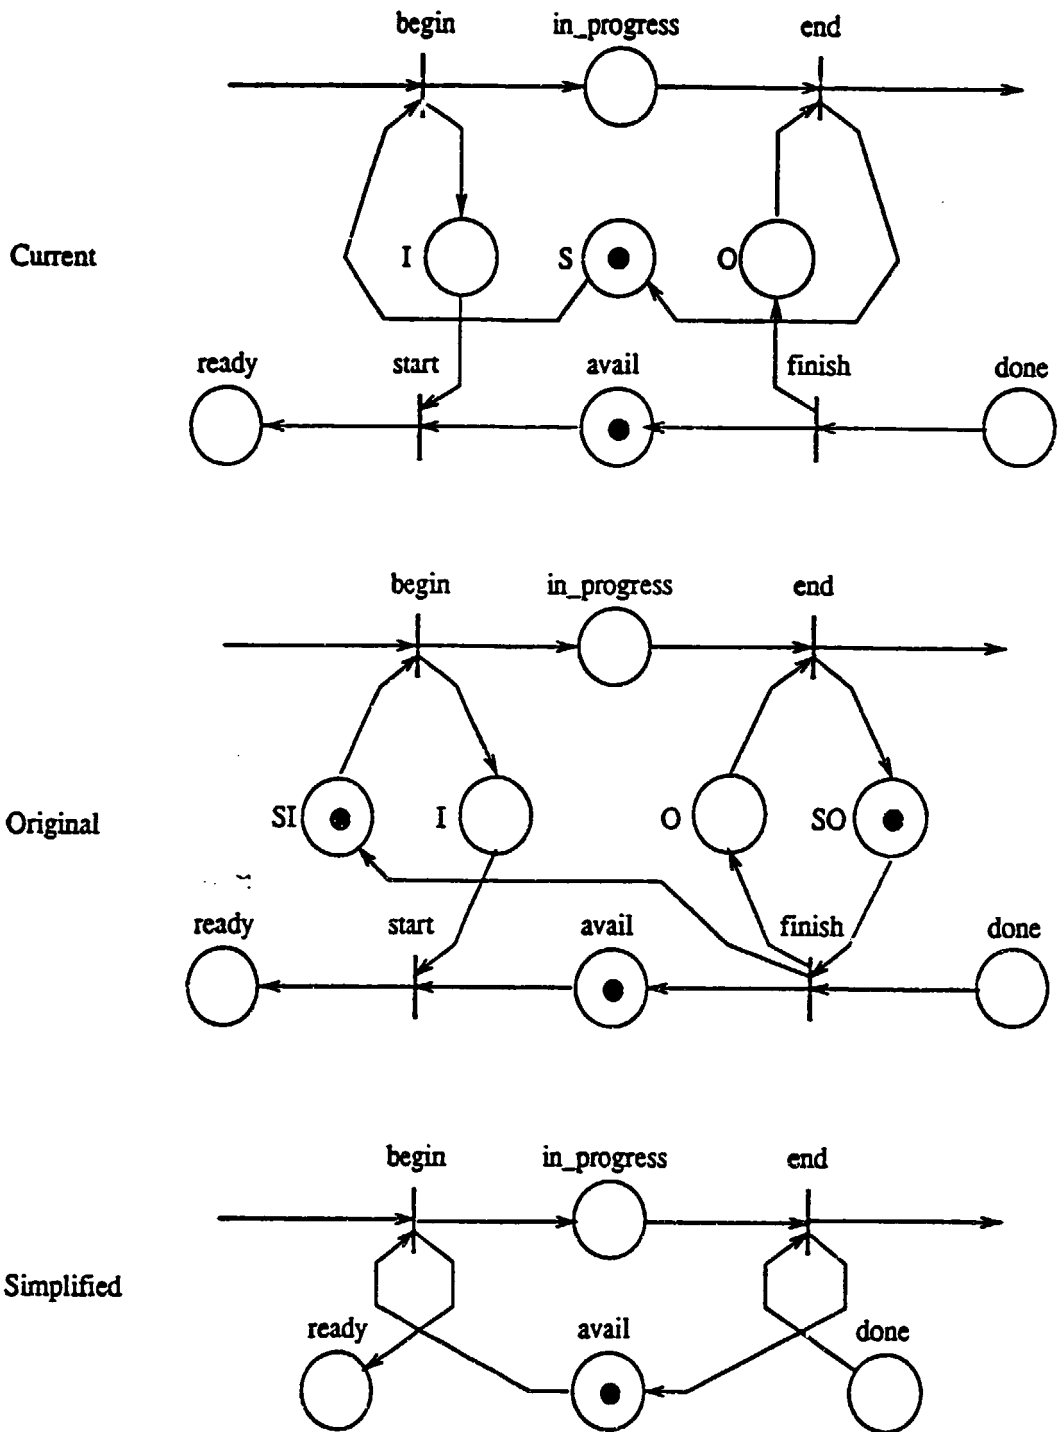 begin in_progress end
Current
I S O
ready start avail finish done
begin in_progress end
Original
SI I O SO
ready start avail finish done
begin in_progress end
Simplified
ready avail done